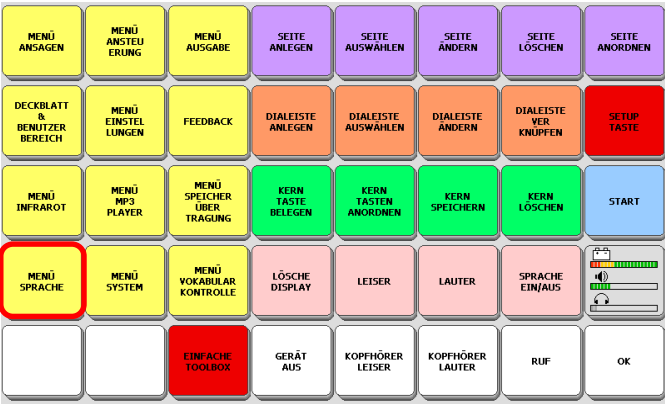 MENÜ
ANSAGEN
MENÜ
ANSTEU
ERUNG
MENÜ
AUSGABE
SEITE
ANLEGEN
SEITE
AUSWÄHLEN
SEITE
ÄNDERN
SEITE
LÖSCHEN
SEITE
ANORDNEN
DECKBLATT
&
BENUTZER
BEREICH
MENÜ
EINSTEL
LUNGEN
FEEDBACK
DIALEISTE
ANLEGEN
DIALEISTE
AUSWÄHLEN
DIALEISTE
ÄNDERN
DIALEISTE
VER
KNÜPFEN
SETUP
TASTE
MENÜ
INFRAROT
MENÜ
MP3
PLAYER
MENÜ
SPEICHER
ÜBER
TRAGUNG
KERN
TASTE
BELEGEN
KERN
TASTEN
ANORDNEN
KERN
SPEICHERN
KERN
LÖSCHEN
START
MENÜ
SPRACHE
MENÜ
SYSTEM
MENÜ
VOKABULAR
KONTROLLE
LÖSCHE
DISPLAY
LEISER
LAUTER
SPRACHE
EIN/AUS
EINFACHE
TOOLBOX
GERÄT
AUS
KOPFHÖRER
LEISER
KOPFHÖRER
LAUTER
RUF
OK